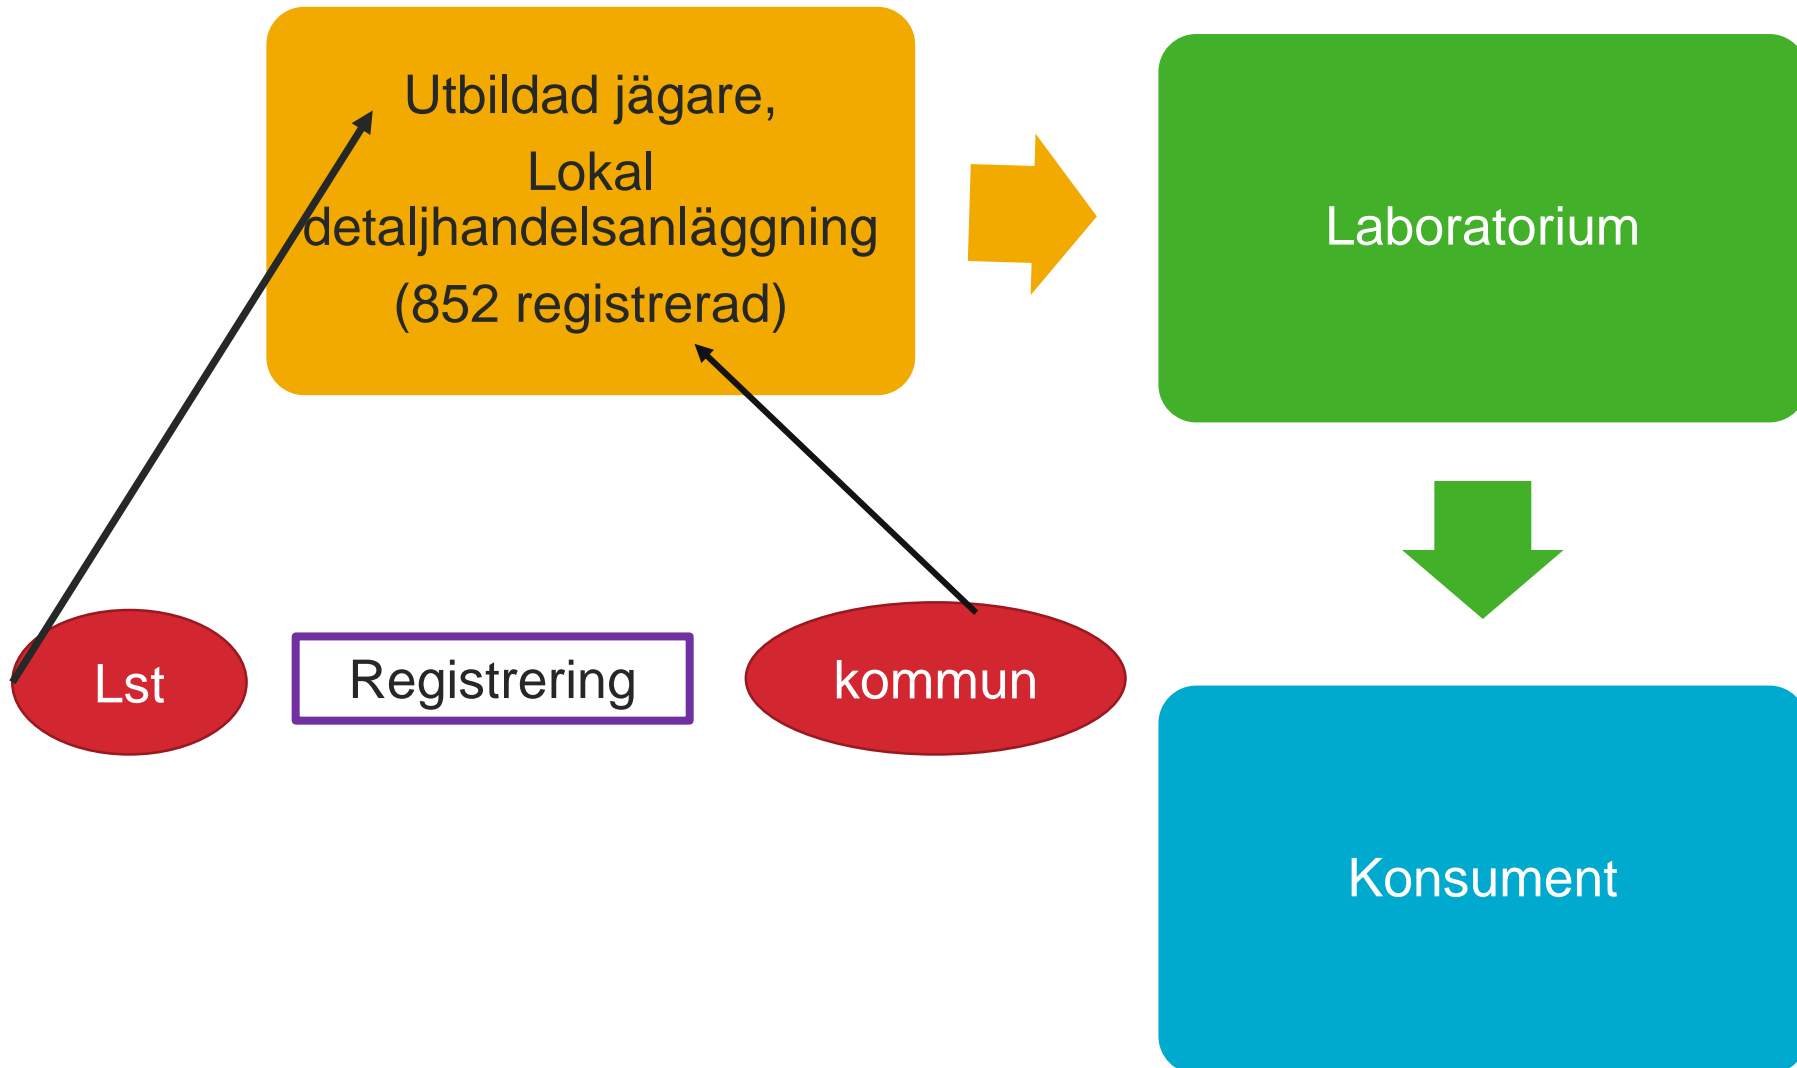 Utbildad jägare,
Lokal
detaljhandelsanläggning
(852 registrerad)
Laboratorium
Lst
Registrering
kommun
Konsument